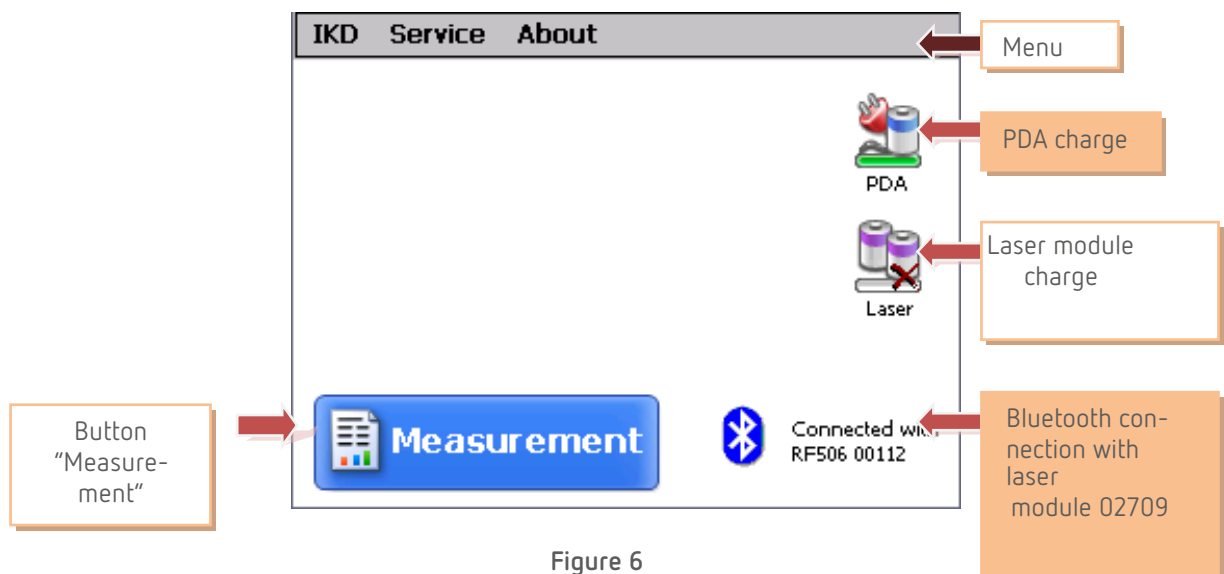 IKD Service About
Menu
PDA charge
PDA
Laser module
charge
Laser
Button
“Measure-
ment”
Measurement
Connected with
RF506 00112
Bluetooth con-
nection with
laser
module 02709
Figure 6